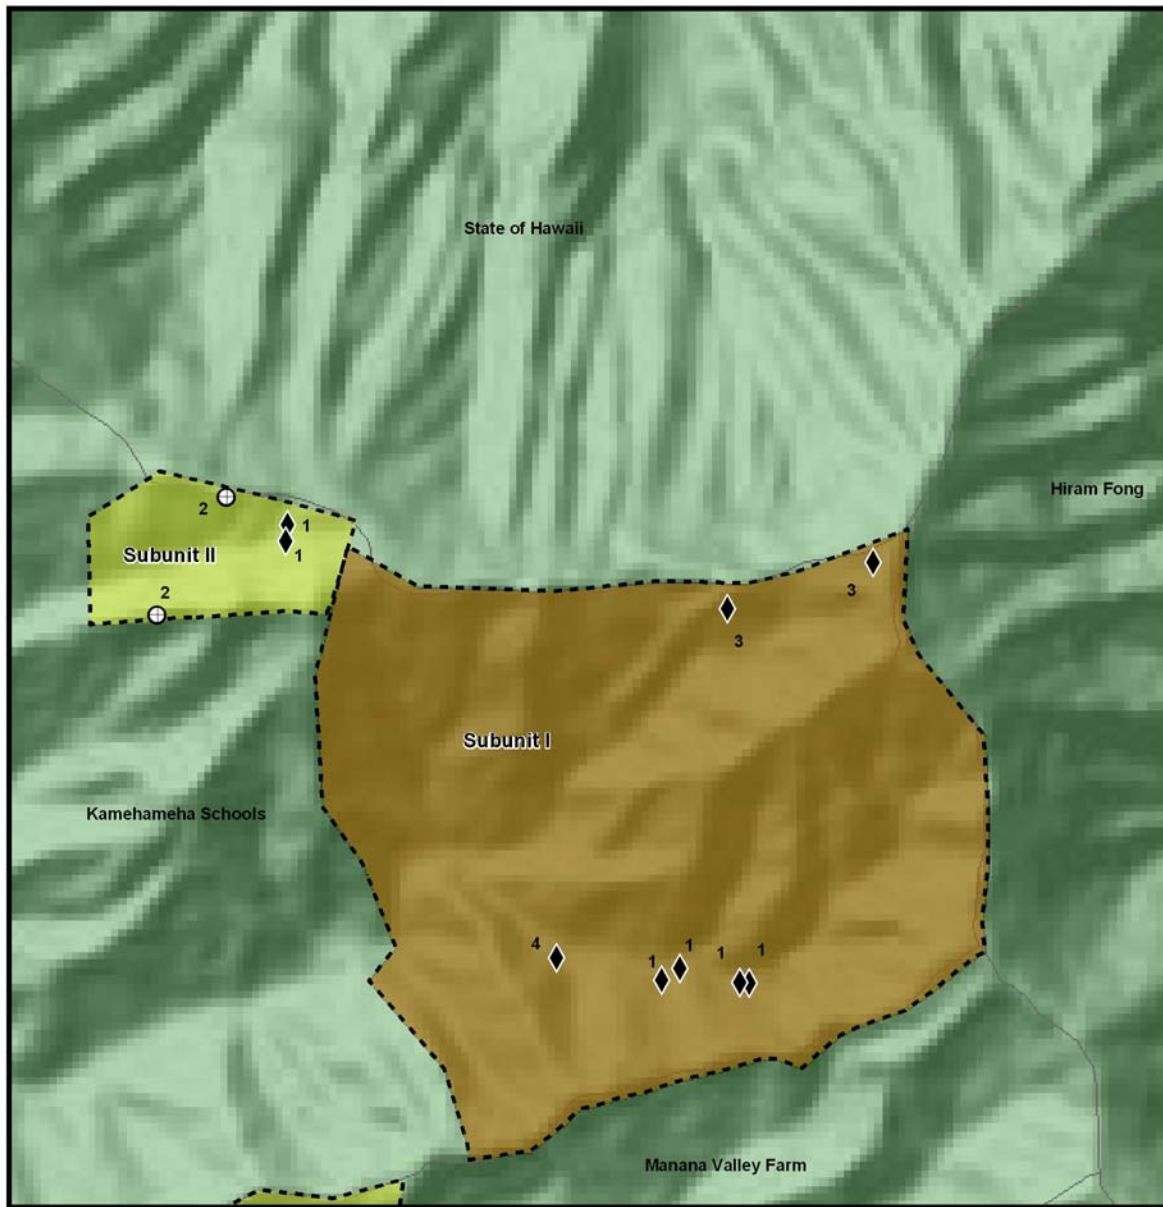 State of Hawaii
Hiram Fong
2
1
Subunit II
1
3
2
3
Subunit I
Kamehameha Schools
4
1
1
1
1
Manana Valley Farm